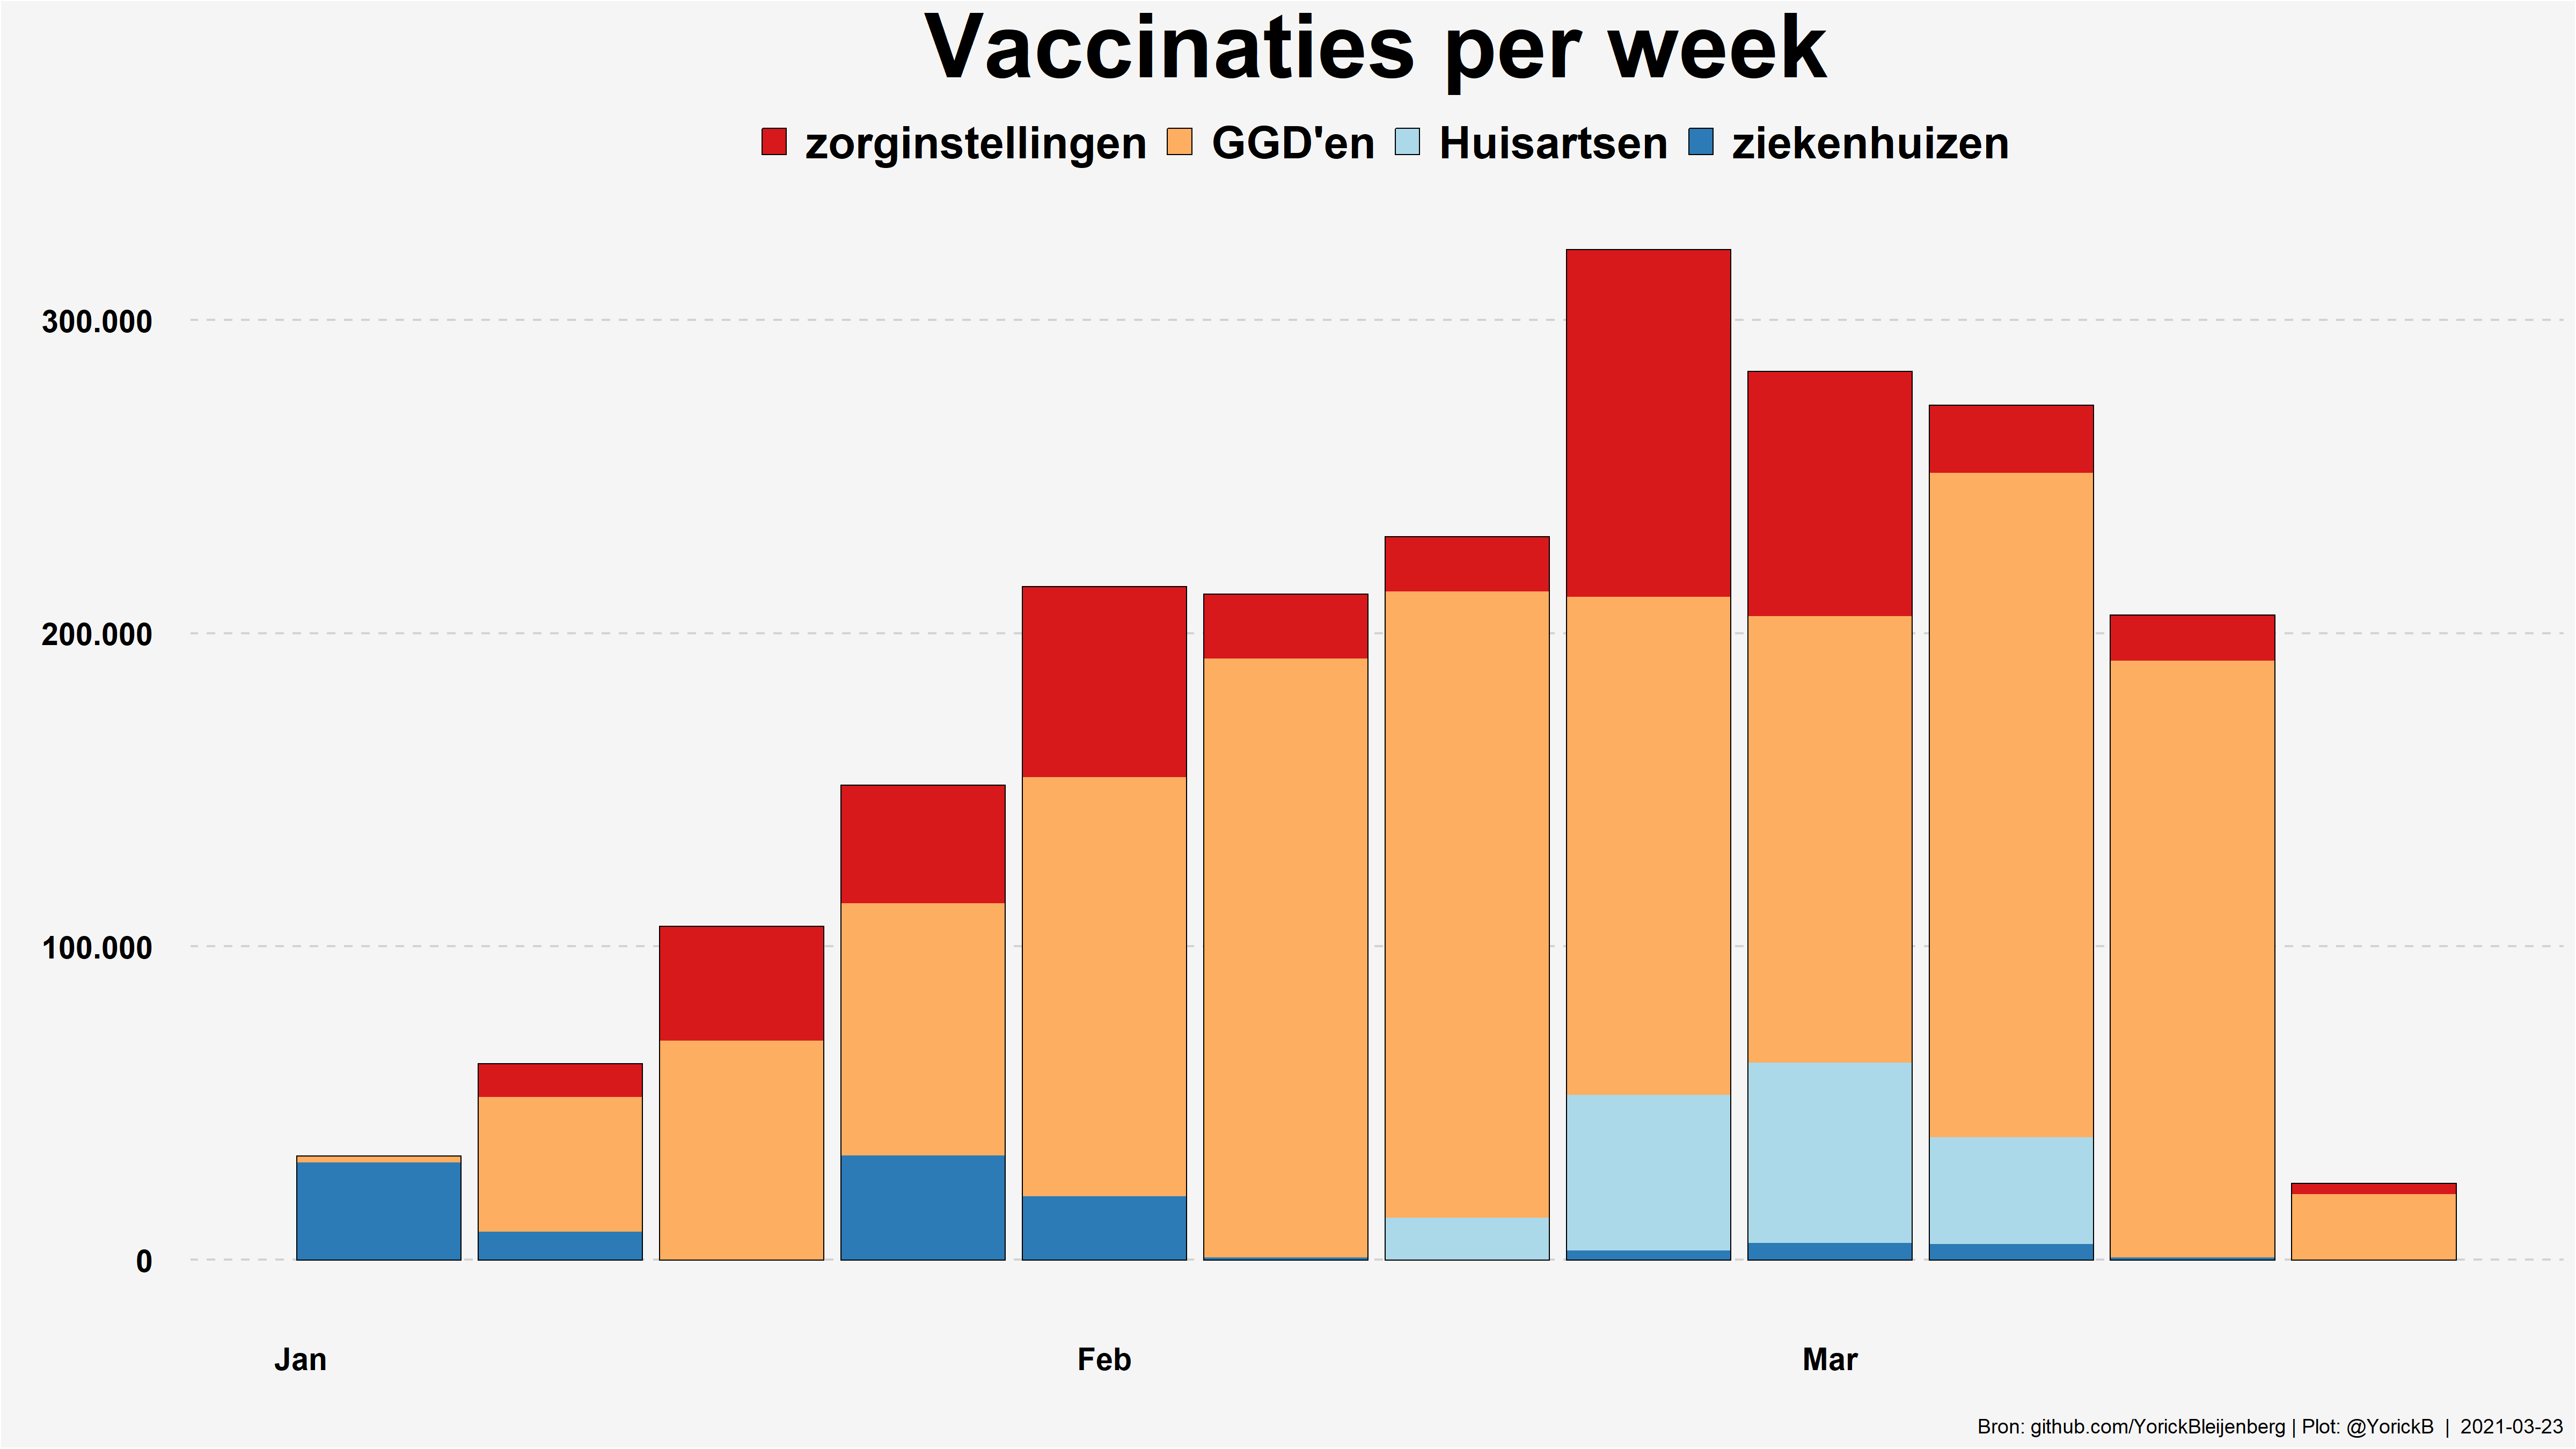 Vaccinaties per week
zorginstellingen GGD'en Huisartsen ziekenhuizen
300.000
200.000
100.000
0
Jan Feb Mar
Bron: github.com/YorickBleijenberg | Plot: @YorickB | 2021-03-23